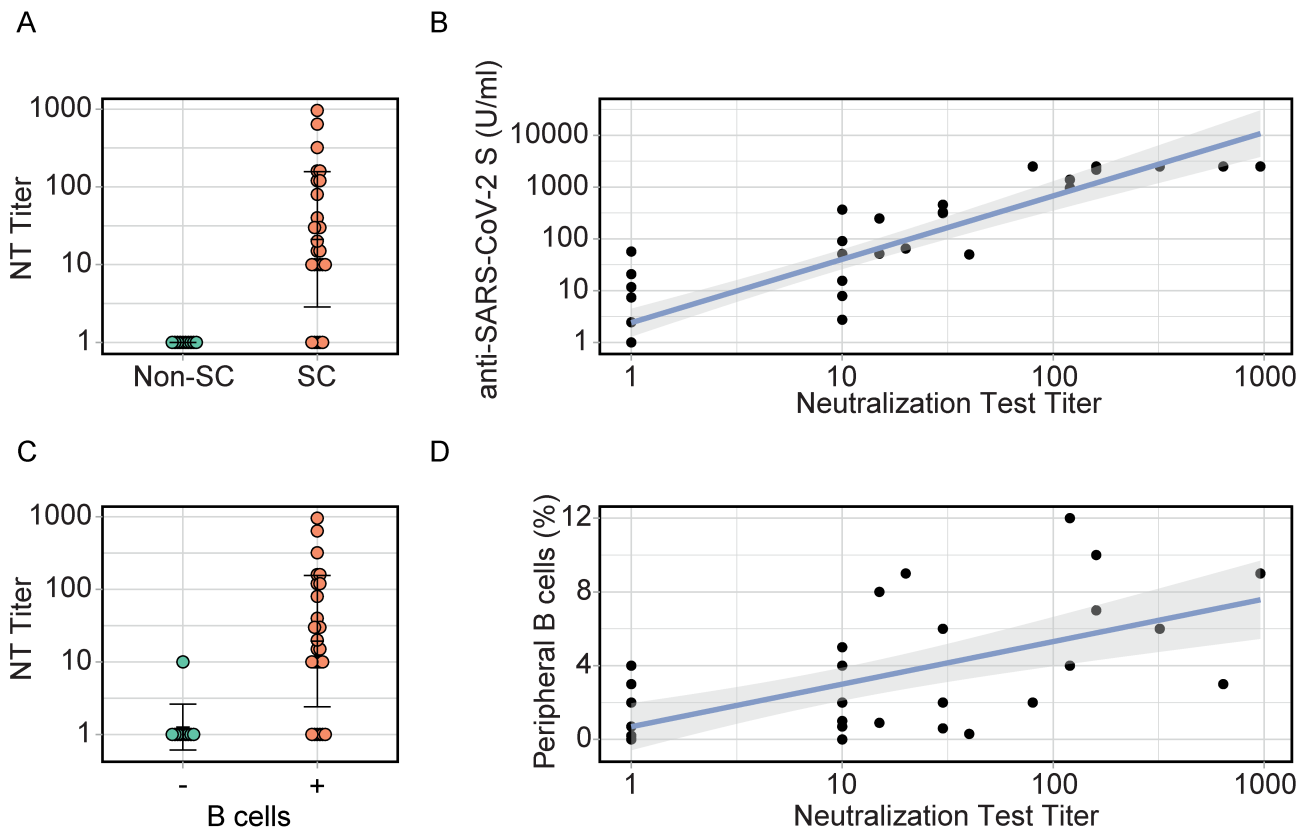 A
NT Titer
1000
100
10
1
Non-SC SC
B
anti-SARS-CoV-2 S (U/ml)
10000
1000
100
10
1
1 10 100 1000
Neutralization Test Titer
C
NT Titer
1000
100
10
1
- +
B cells
D
Peripheral B cells (%)
12
8
4
0
1 10 100 1000
Neutralization Test Titer